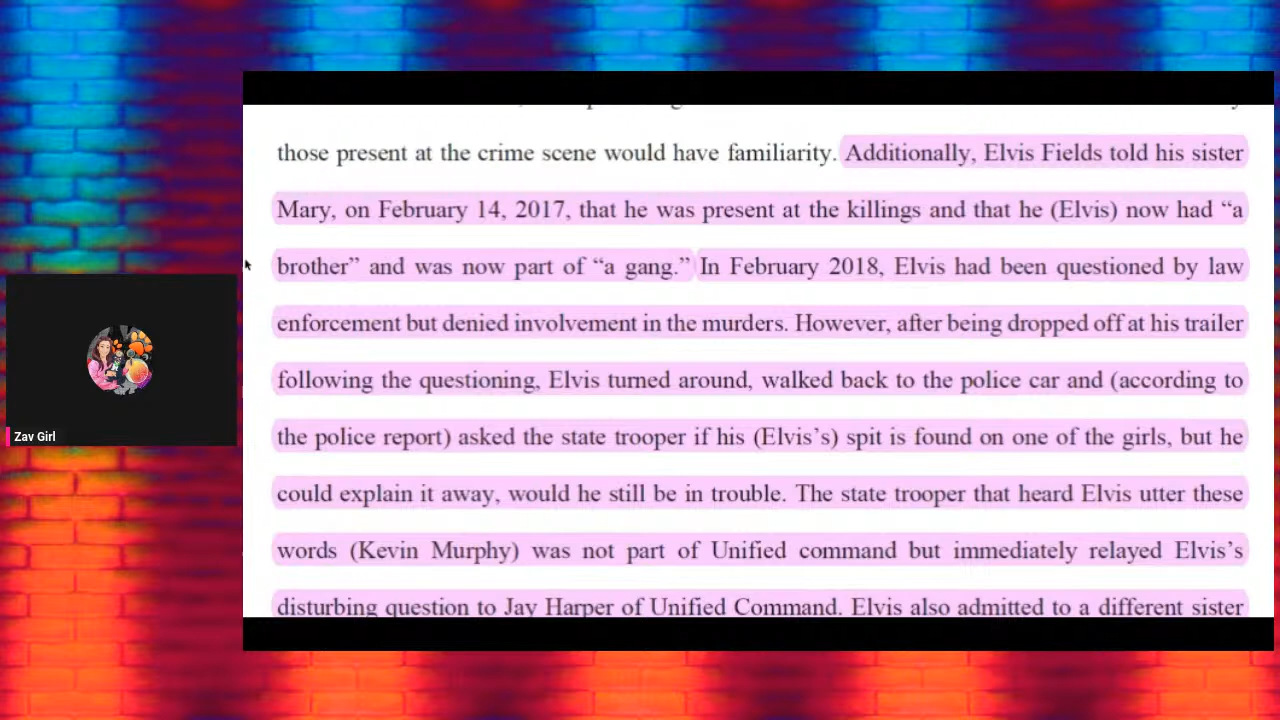 those present at the crime scene would have familiarity. Additionally, Elvis Fields told his sister
Mary, on February 14, 2017, that he was present at the killings and that he (Elvis) now had “a
brother” and was now part of “a gang.” In February 2018, Elvis had been questioned by law
enforcement but denied involvement in the murders. However, after being dropped off at his trailer
following the questioning, Elvis turned around, walked back to the police car and (according to
the police report) asked the state trooper if his (Elvis’s) spit is found on one of the girls, but he
could explain it away, would he still be in trouble. The state trooper that heard Elvis utter these
words (Kevin Murphy) was not part of Unified command but immediately relayed Elvis’s
disturbing question to Jay Harper of Unified Command. Elvis also admitted to a different sister
Zav Girl